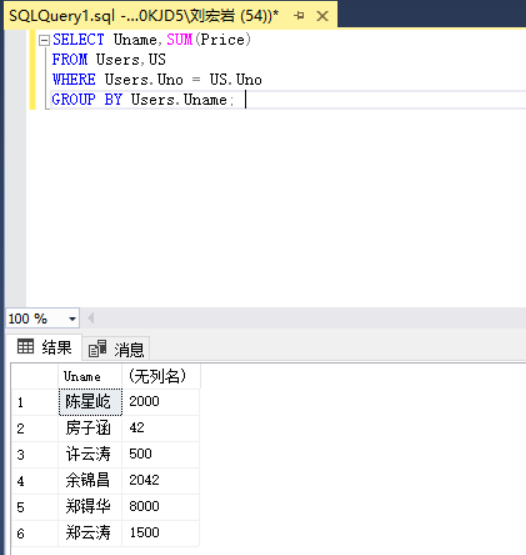 SQLQuery1.sql -...0KJD5\刘宏岩 (54))*
SELECT Uname,SUM(Price)
FROM Users,US
WHERE Users.Uno = US.Uno
GROUP BY Users.Uname;
100 %
结果 消息
Uname (无列名)
1 陈星屹 2000
2 房子涵 42
3 许云涛 500
4 余锦昌 2042
5 郑得华 8000
6 郑云涛 1500